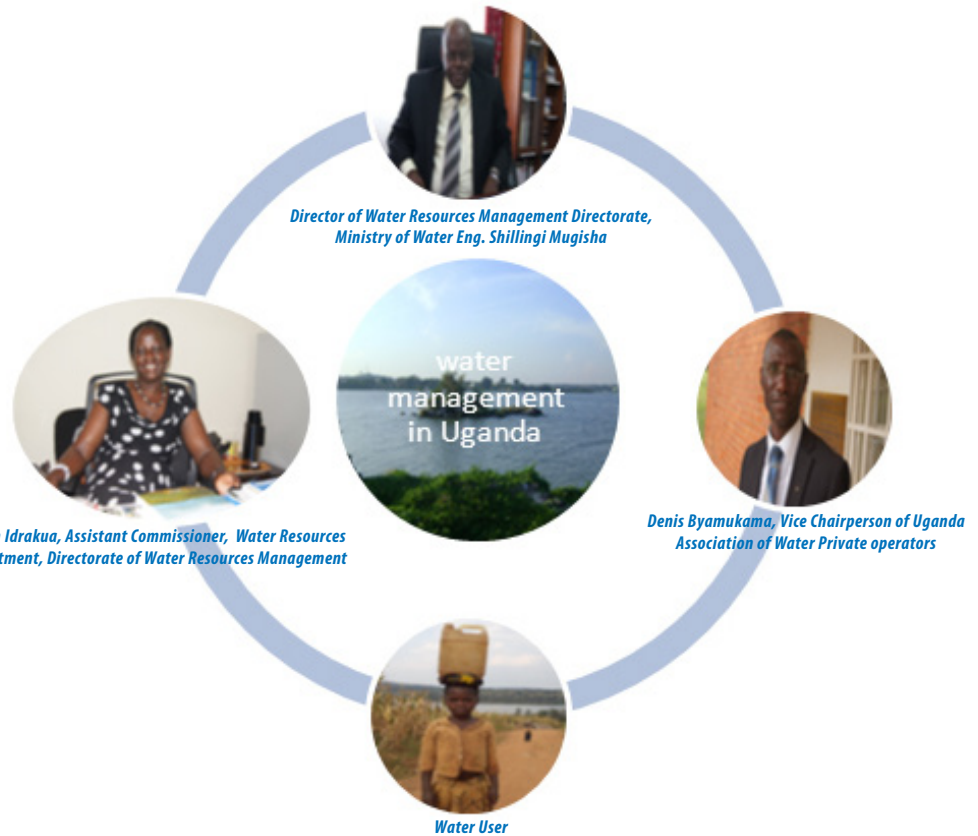 Director of Water Resources Management Directorate,
Ministry of Water Eng. Shillingi Mugisha
water
management
in Uganda
Idrakua, Assistant Commissioner, Water Resources
tment, Directorate of Water Resources Management
Denis Byamukama, Vice Chairperson of Uganda
Association of Water Private operators
Water User